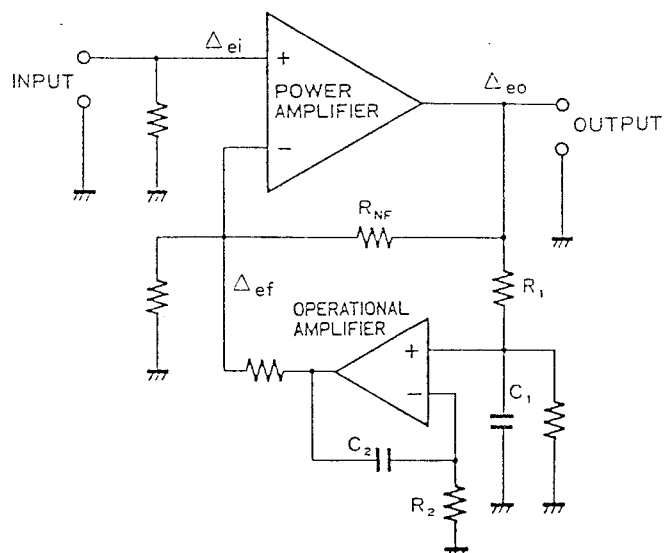 Δei
+
Δeo
INPUT
POWER
AMPLIFIER
OUTPUT
−
RNF
Δef
R1
OPERATIONAL
AMPLIFIER
+
−
C1
C2
R2